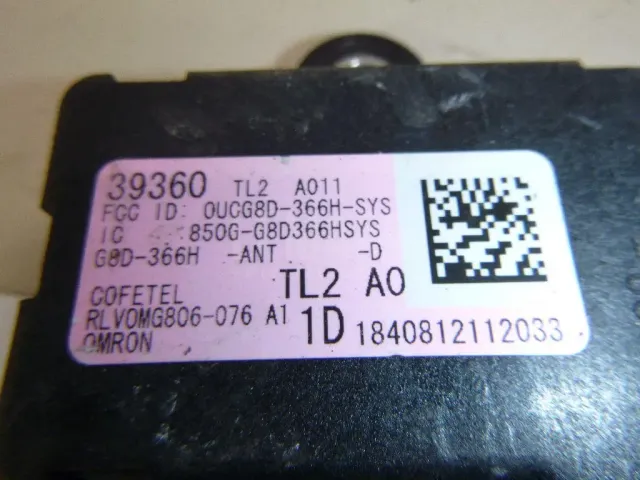 39360 TL2 A011
FCC ID: OUCG8D-366H-SYS
IC 850G-G8D366HSYS
G8D-366H -ANT -D
TL2 A0
COFETEL
RLVOMG806-076 A1
1D 1840812112033
OMRON